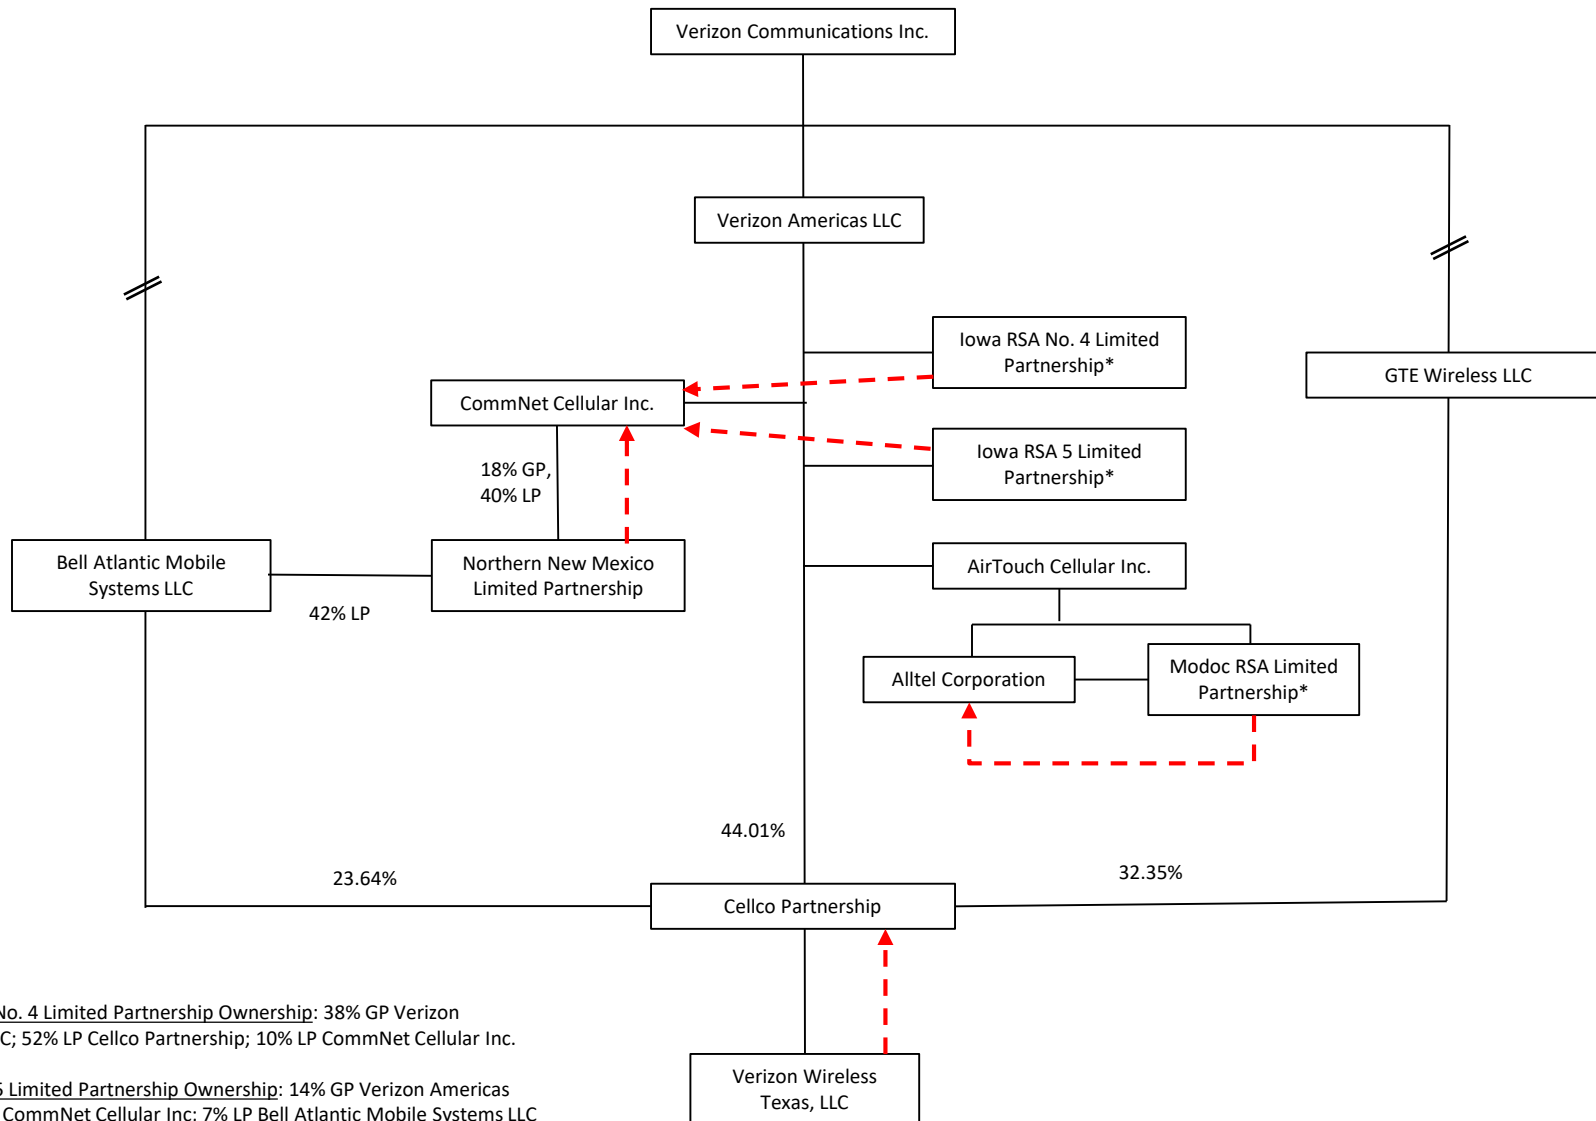 Verizon Communications Inc.
Verizon Americas LLC
Iowa RSA No. 4 Limited
Partnership*
GTE Wireless LLC
CommNet Cellular Inc.
Iowa RSA 5 Limited
Partnership*
18% GP,
40% LP
Bell Atlantic Mobile
Systems LLC
Northern New Mexico
Limited Partnership
AirTouch Cellular Inc.
42% LP
Alltel Corporation
Modoc RSA Limited
Partnership*
44.01%
23.64%
32.35%
Cellco Partnership
No. 4 Limited Partnership Ownership: 38% GP Verizon
C; 52% LP Cellco Partnership; 10% LP CommNet Cellular Inc.
Verizon Wireless
Texas, LLC
Limited Partnership Ownership: 14% GP Verizon Americas
CommNet Cellular Inc; 7% LP Bell Atlantic Mobile Systems LLC